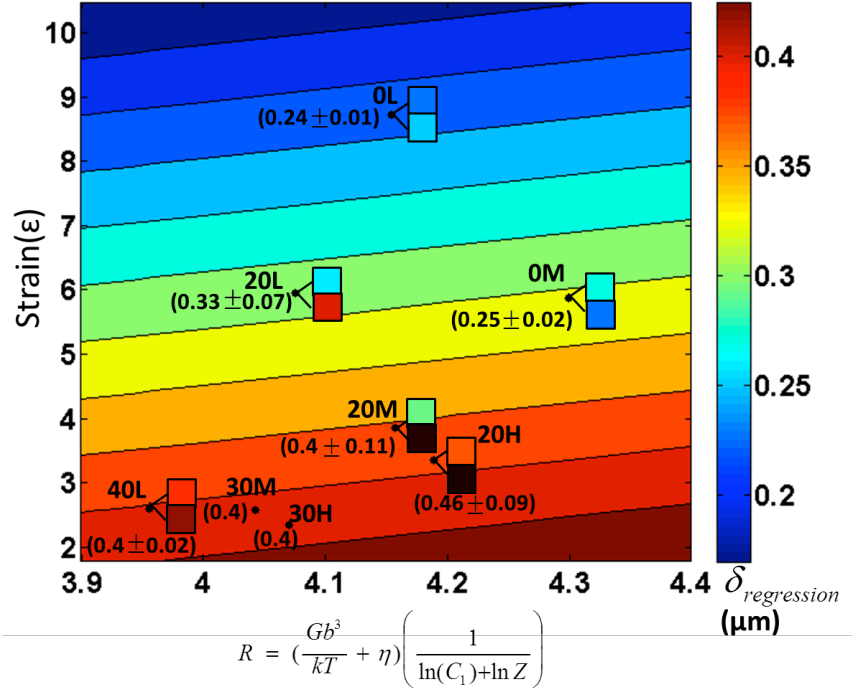 10
9
8
7
6
5
4
3
2
Strain(ε)
0L
(0.24 ±0.01)
20L
(0.33 ±0.07)
0M
(0.25 ±0.02)
20M
(0.4 ± 0.11)
20H
(0.46 ±0.09)
40L
(0.4 ±0.02)
30M
(0.4)
30H
(0.4)
3.9 4 4.1 4.2 4.3 4.4
0.4
0.35
0.3
0.25
0.2
δregression
(μm)
R = (Gb³/kT + η)(1/ln(C₁)+ln Z)